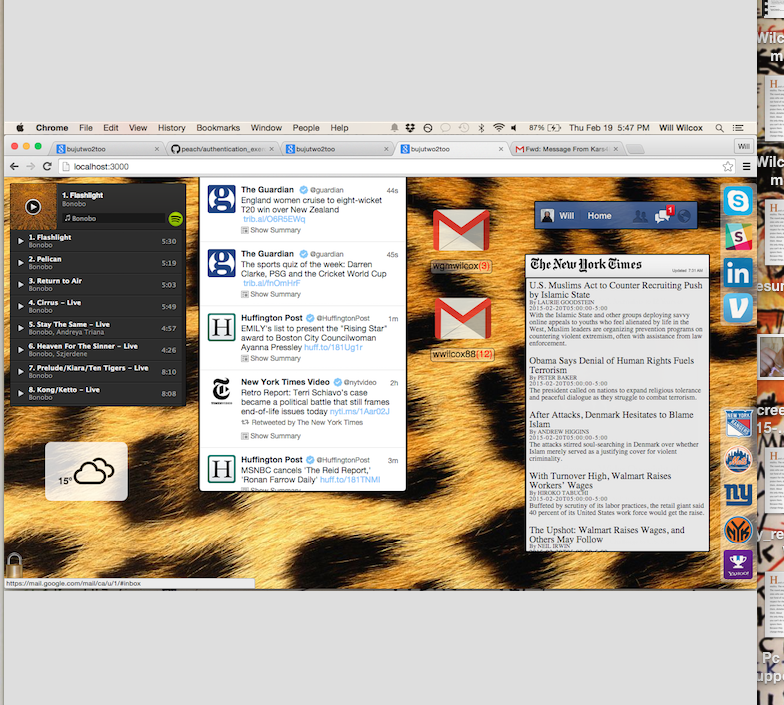 Chrome File Edit View History Bookmarks Window People Help 87% Thu Feb 19 5:47 PM Will Wilcox
bujutwo2too peach/authentication_exe bujutwo2too bujutwo2too Fwd: Message From Kars4 Will
localhost:3000
1. Flashlight
Bonobo
Bonobo
1. Flashlight 5:30
Bonobo
2. Pelican 5:19
Bonobo
3. Return to Air 5:03
Bonobo
4. Cirrus – Live 5:49
Bonobo
5. Stay The Same – Live 4:57
Bonobo, Andreya Triana
6. Heaven For The Sinner – Live 4:26
Bonobo, Szjerdene
7. Prelude/Kiara/Ten Tigers – Live 8:10
Bonobo
8. Kong/Ketto – Live 8:08
Bonobo
15°
The Guardian @guardian 44s
England women cruise to eight-wicket
T20 win over New Zealand
trib.al/O6R5EWq
Show Summary
The Guardian @guardian 45s
The sports quiz of the week: Darren
Clarke, PSG and the Cricket World Cup
trib.al/fnOmHrF
Show Summary
Huffington Post @HuffingtonPost 1m
EMILY's list to present the "Rising Star"
award to Boston City Councilwoman
Ayanna Pressley huff.to/181Ug1r
Show Summary
New York Times Video @nytvideo 2h
Retro Report: Terri Schiavo's case
became a political battle that still frames
end-of-life issues today nyti.ms/1Aar02J
Retweeted by The New York Times
Show Summary
Huffington Post @HuffingtonPost 3m
MSNBC cancels 'The Reid Report,'
'Ronan Farrow Daily' huff.to/181TNMI
Show Summary
wgmwilcox(3)
wwilcox88(12)
Will Home 1
The New York Times
Updated: 7:31 AM
U.S. Muslims Act to Counter Recruiting Push
by Islamic State
By LAURIE GOODSTEIN
2015-02-20T05:00:00-5:00
With the Islamic State and other groups deploying savvy
online appeals to youths who feel alienated by life in the
West, Muslim leaders are organizing prevention programs on
countering violent extremism, often with assistance from law
enforcement.
Obama Says Denial of Human Rights Fuels
Terrorism
By PETER BAKER
2015-02-20T05:00:00-5:00
The president called on nations to expand religious tolerance
and peaceful dialogue as they struggle to combat terrorism.
After Attacks, Denmark Hesitates to Blame
Islam
By ANDREW HIGGINS
2015-02-20T05:00:00-5:00
The attacks stirred soul-searching in Denmark over whether
Islam merely served as a justifying cover for violent
criminality.
With Turnover High, Walmart Raises
Workers' Wages
By HIROKO TABUCHI
2015-02-20T05:00:00-5:00
Buffeted by scrutiny of its labor practices, the retail giant said
40 percent of its United States work force would get the raise.
The Upshot: Walmart Raises Wages, and
Others May Follow
By NEIL IRWIN
S
in
V
NEW YORK
RANGERS
ny
YAHOO!
https://mail.google.com/mail/ca/u/1/#inbox
Wilc
m
Wilc
m
esur
cree
15-
y_re
Pc
uppo